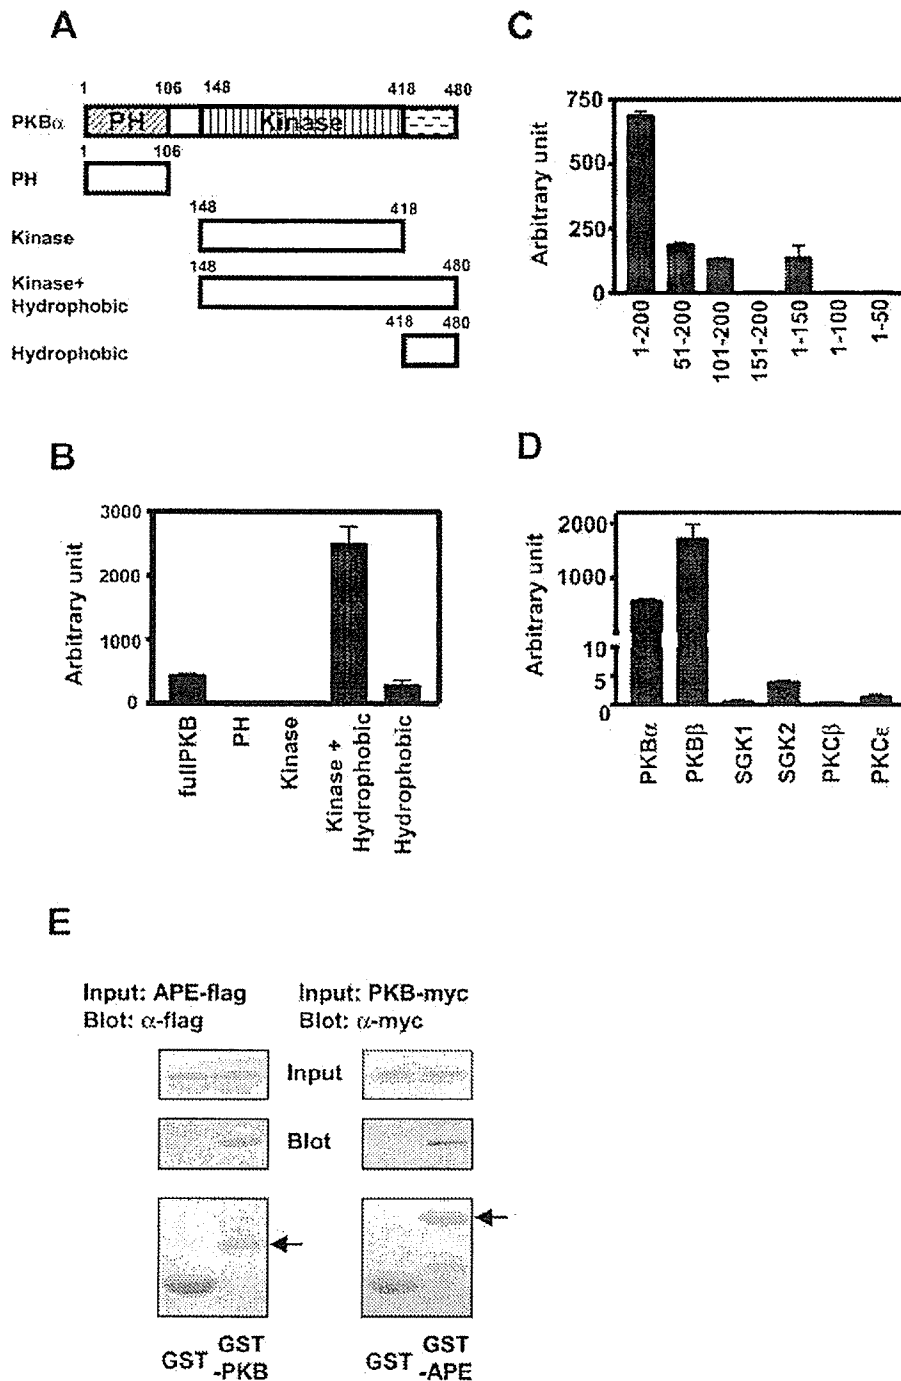 A
1 106 148 418 480
PKBα PH Kinase
1 106
PH
148 418
Kinase
148 480
Kinase+
Hydrophobic
418 480
Hydrophobic
C
Arbitrary unit
750
500
250
0
1-200
51-200
101-200
151-200
1-150
1-100
1-50
B
Arbitrary unit
3000
2000
1000
0
fullPKB
PH
Kinase
Kinase +
Hydrophobic
Hydrophobic
D
Arbitrary unit
2000
1000
10
5
0
PKBα
PKBβ
SGK1
SGK2
PKCβ
PKCε
E
Input: APE-flag
Blot: α-flag
Input: PKB-myc
Blot: α-myc
Input
Blot
GST
GST
-PKB
GST
GST
-APE